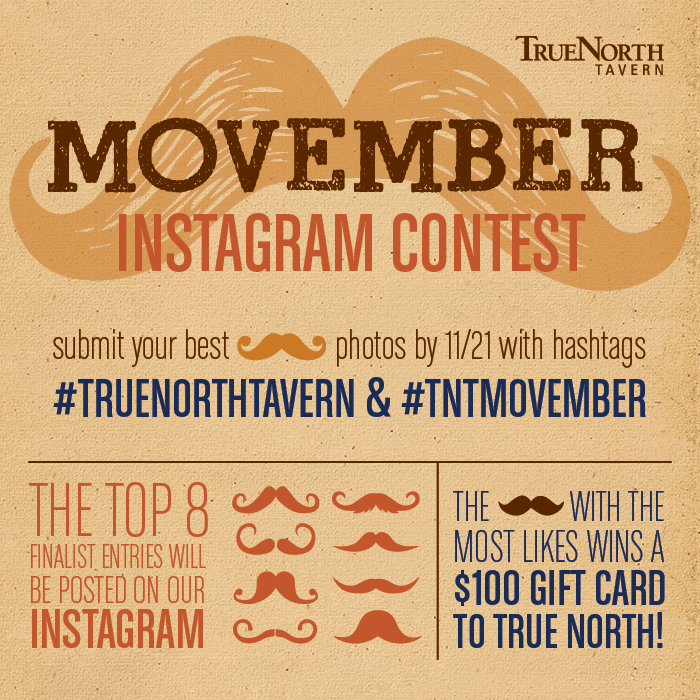 TRUENORTH
TAVERN
MOVEMBER
INSTAGRAM CONTEST
submit your best photos by 11/21 with hashtags
#TRUENORTHTAVERN & #TNTMOVEMBER
THE TOP 8
FINALIST ENTRIES WILL
BE POSTED ON OUR
INSTAGRAM
THE WITH THE
MOST LIKES WINS A
$100 GIFT CARD
TO TRUE NORTH!